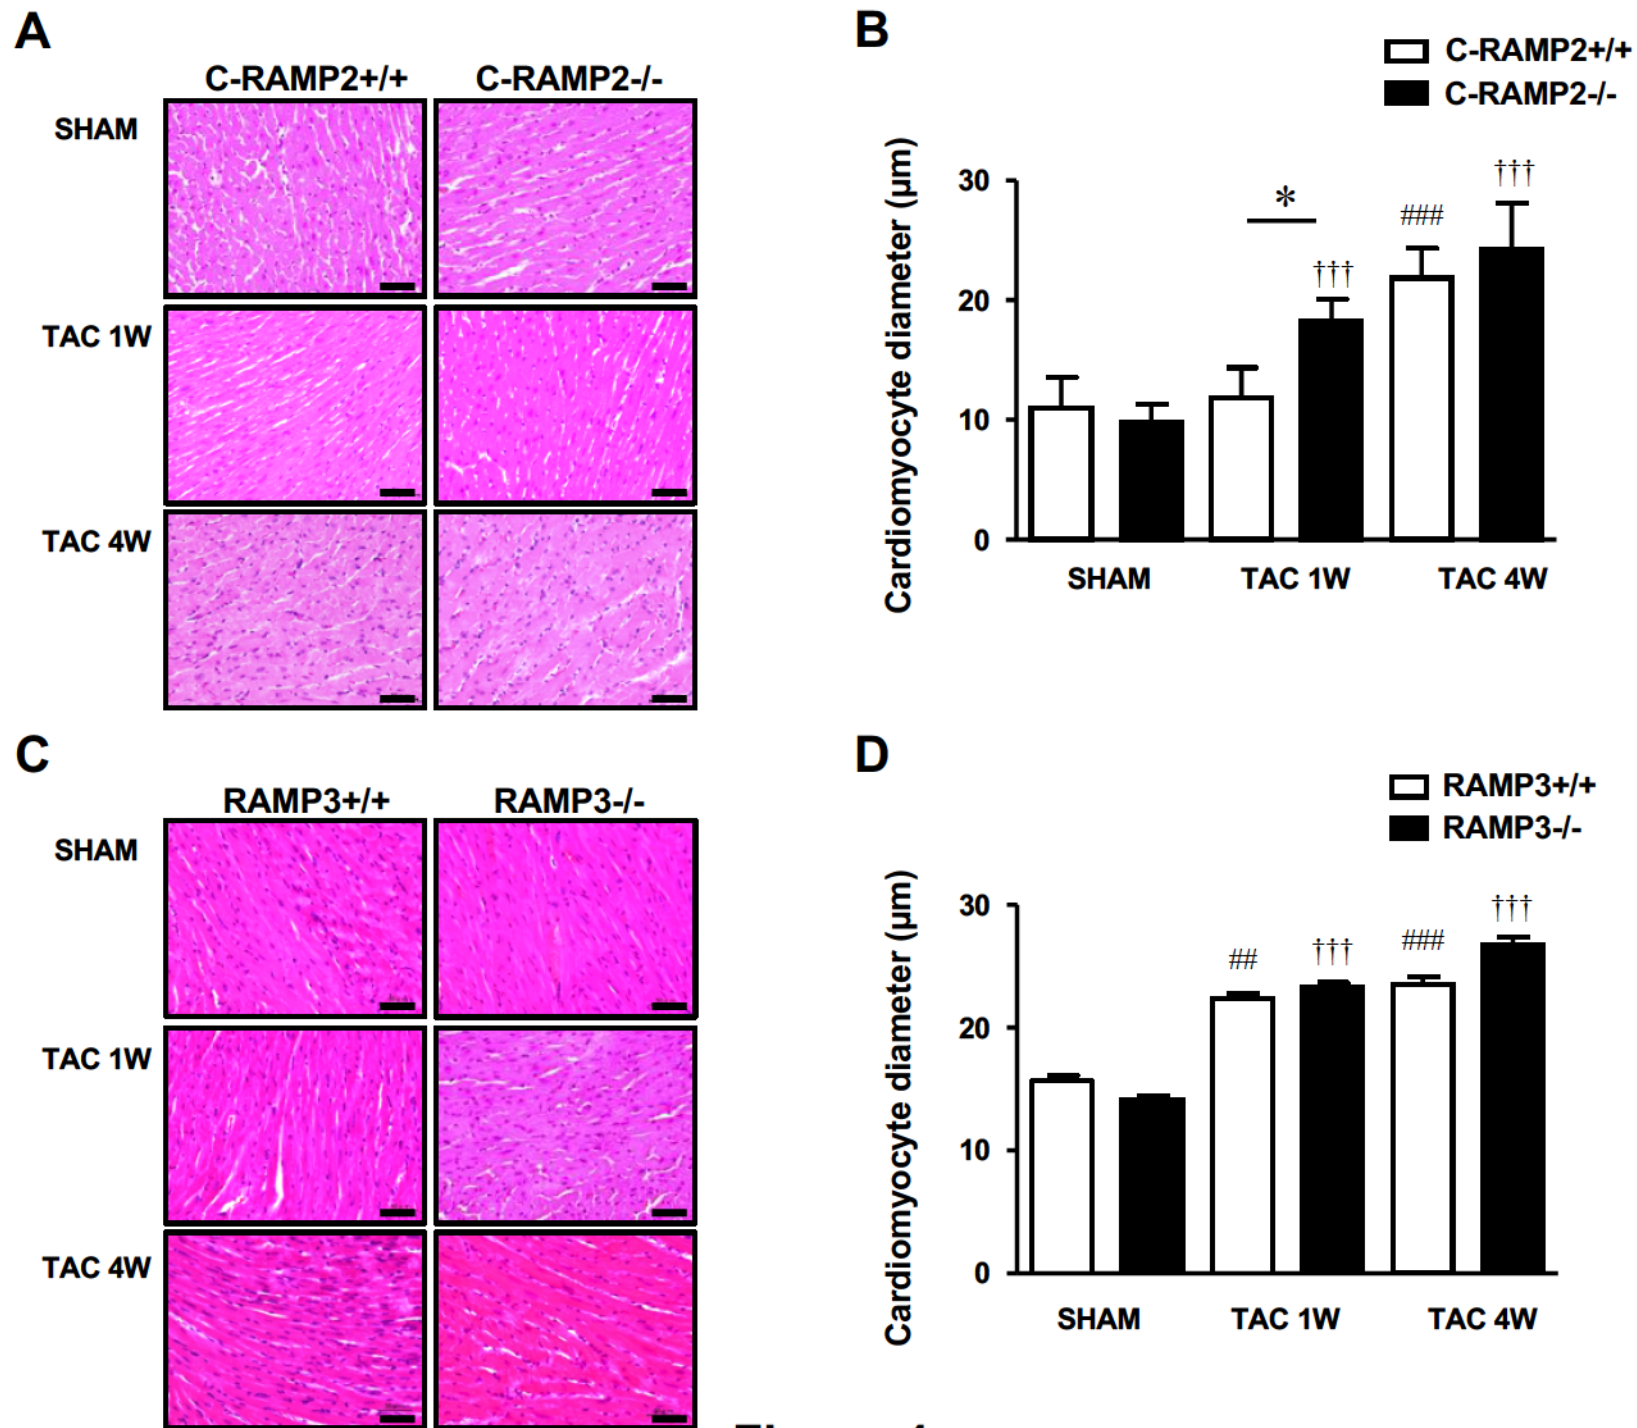 A
C-RAMP2+/+ C-RAMP2-/-
SHAM
TAC 1W
TAC 4W
B
C-RAMP2+/+
C-RAMP2-/-
Cardiomyocyte diameter (μm)
30
20
10
0
*
†††
###
†††
SHAM TAC 1W TAC 4W
C
RAMP3+/+ RAMP3-/-
SHAM
TAC 1W
TAC 4W
D
RAMP3+/+
RAMP3-/-
Cardiomyocyte diameter (μm)
30
20
10
0
##
†††
###
†††
SHAM TAC 1W TAC 4W